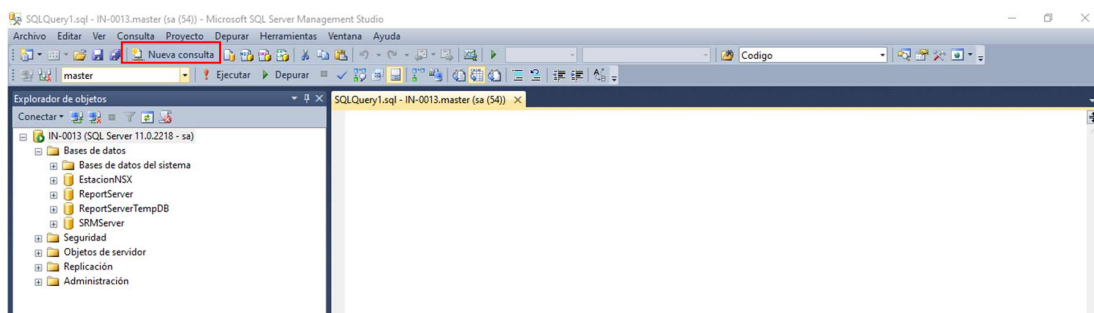 SQLQuery1.sql - IN-0013.master (sa (54)) - Microsoft SQL Server Management Studio
Archivo Editar Ver Consulta Proyecto Depurar Herramientas Ventana Ayuda
Nueva consulta
Codigo
master
Ejecutar
Depurar
Explorador de objetos
SQLQuery1.sql - IN-0013.master (sa (54))
Conectar
IN-0013 (SQL Server 11.0.2218 - sa)
Bases de datos
Bases de datos del sistema
EstacionNSX
ReportServer
ReportServerTempDB
SRMServer
Seguridad
Objetos de servidor
Replicación
Administración